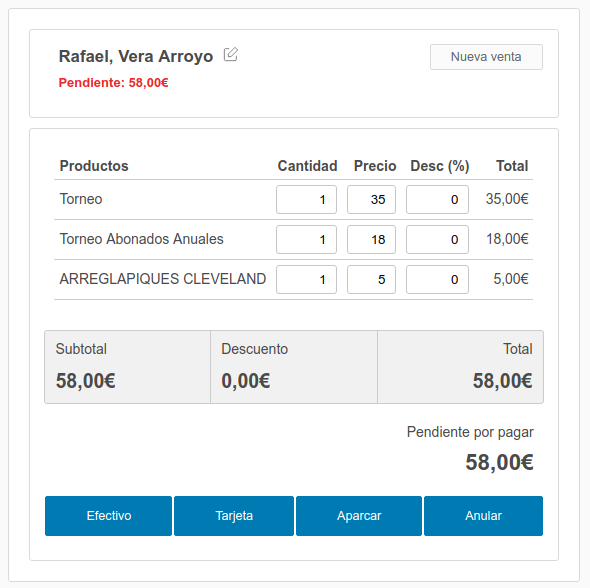 Rafael, Vera Arroyo
Nueva venta
Pendiente: 58,00€
Productos Cantidad Precio Desc (%) Total
Torneo 1 35 0 35,00€
Torneo Abonados Anuales 1 18 0 18,00€
ARREGLAPIQUES CLEVELAND 1 5 0 5,00€
Subtotal Descuento Total
58,00€ 0,00€ 58,00€
Pendiente por pagar
58,00€
Efectivo Tarjeta Aparcar Anular